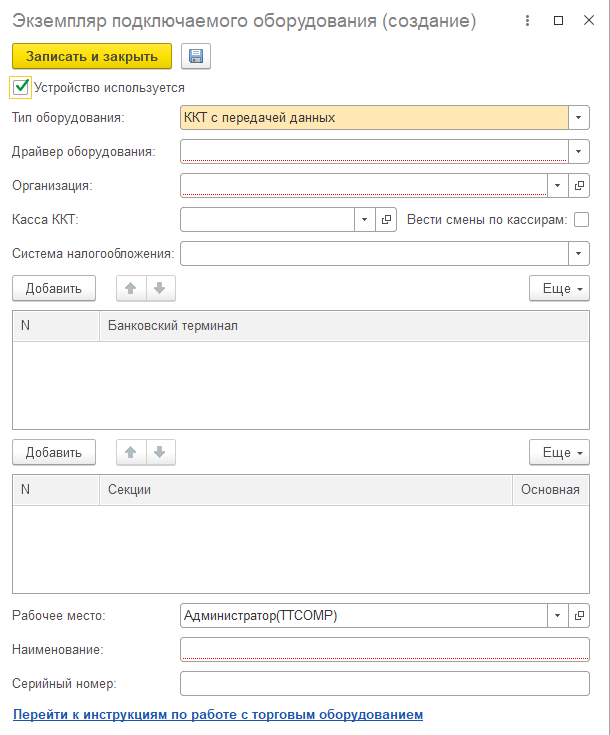 Экземпляр подключаемого оборудования (создание)
Записать и закрыть
Устройство используется
Тип оборудования: ККТ с передачей данных
Драйвер оборудования:
Организация:
Касса ККТ: Вести смены по кассирам:
Система налогообложения:
Добавить Еще
N Банковский терминал
Добавить Еще
N Секции Основная
Рабочее место: Администратор(TTCOMP)
Наименование:
Серийный номер:
Перейти к инструкциям по работе с торговым оборудованием